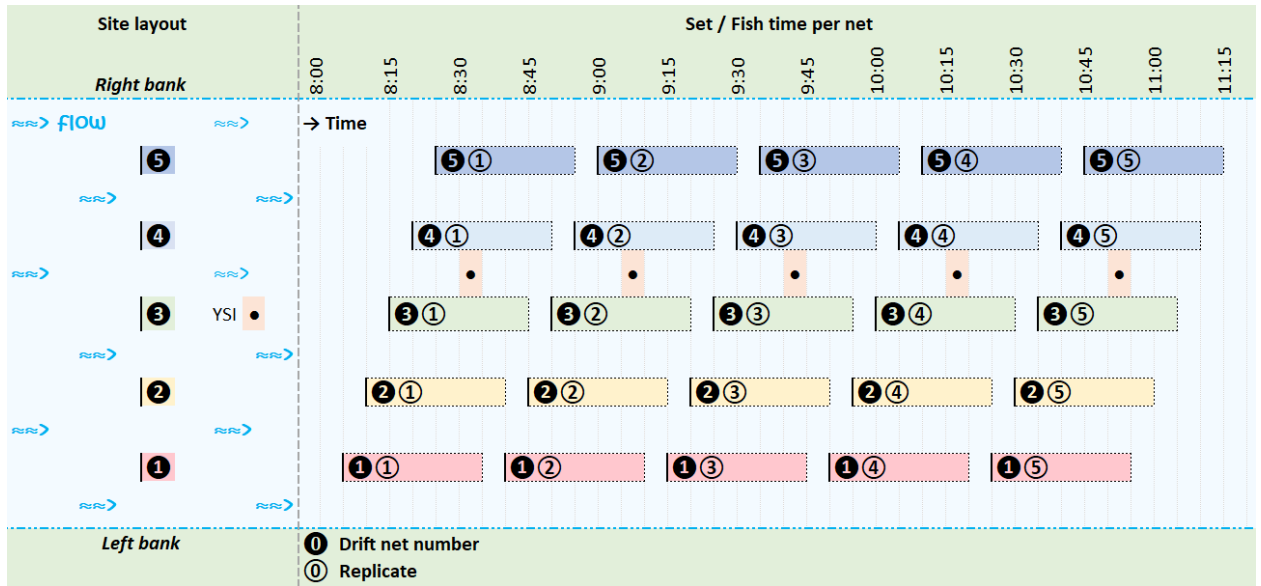 Site layout
Set / Fish time per net
Right bank
8:00 8:15 8:30 8:45 9:00 9:15 9:30 9:45 10:00 10:15 10:30 10:45 11:00 11:15
≈≈> flow ≈≈>
→ Time
❺ ❺① ❺② ❺③ ❺④ ❺⑤
≈≈> ≈≈>
❹ ❹① ❹② ❹③ ❹④ ❹⑤
≈≈> ≈≈> • • • • •
❸ YSI • ❸① ❸② ❸③ ❸④ ❸⑤
≈≈> ≈≈>
❷ ❷① ❷② ❷③ ❷④ ❷⑤
≈≈> ≈≈>
❶ ❶① ❶② ❶③ ❶④ ❶⑤
≈≈> ≈≈>
Left bank
⓿ Drift net number
⓪ Replicate